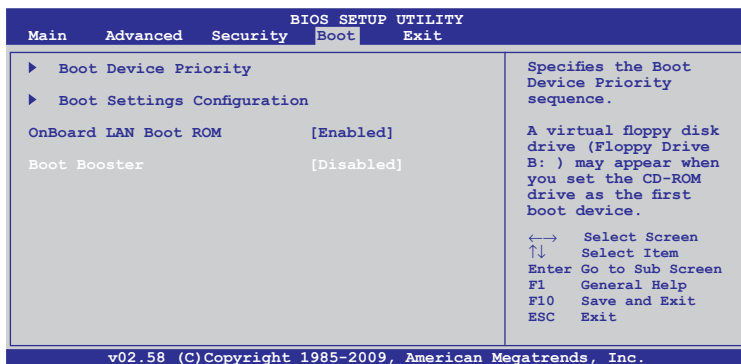 BIOS SETUP UTILITY
Main Advanced Security Boot Exit
Boot Device Priority
Boot Settings Configuration
OnBoard LAN Boot ROM [Enabled]
Boot Booster [Disabled]
Specifies the Boot
Device Priority
sequence.
A virtual floppy disk
drive (Floppy Drive
B: ) may appear when
you set the CD-ROM
drive as the first
boot device.
←→ Select Screen
↑↓ Select Item
Enter Go to Sub Screen
F1 General Help
F10 Save and Exit
ESC Exit
v02.58 (C)Copyright 1985-2009, American Megatrends, Inc.